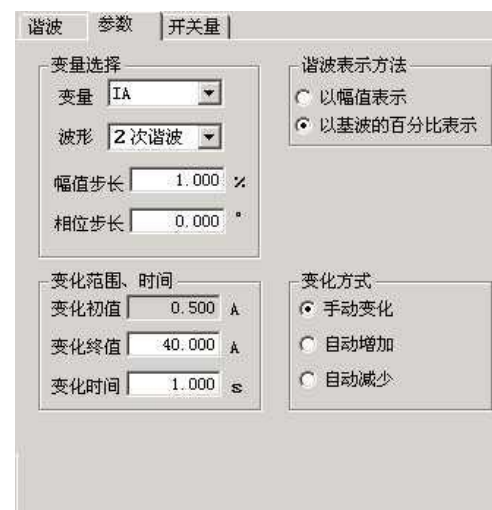 谐波 参数 开关量
变量选择
变量 IA
波形 2次谐波
幅值步长 1.000 %
相位步长 0.000 °
谐波表示方法
以幅值表示
以基波的百分比表示
变化范围、时间
变化初值 0.500 A
变化终值 40.000 A
变化时间 1.000 s
变化方式
手动变化
自动增加
自动减少